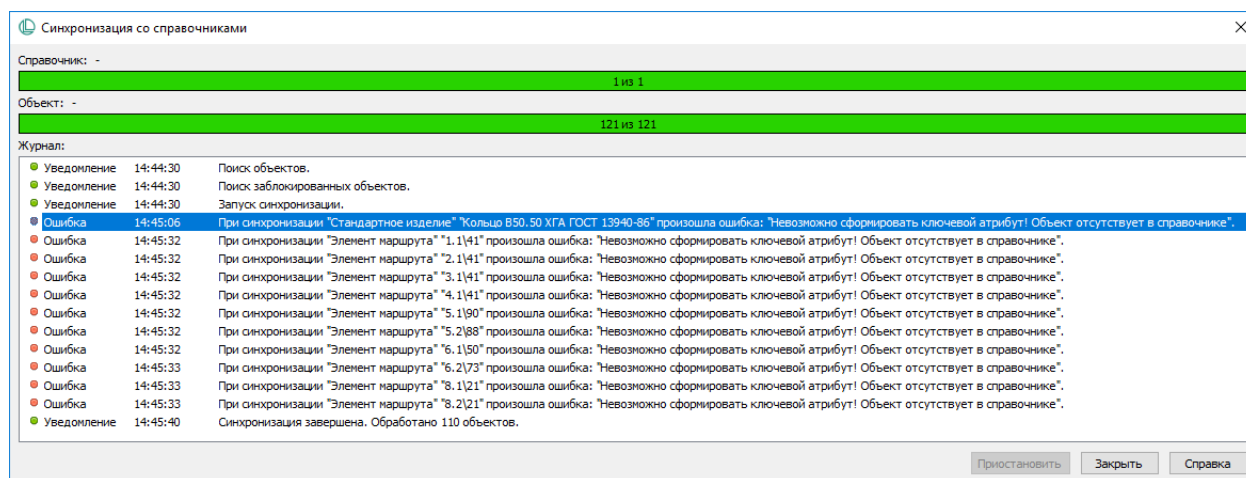 Синхронизация со справочниками
Справочник: -
1 из 1
Объект: -
121 из 121
Журнал:
Уведомление 14:44:30 Поиск объектов.
Уведомление 14:44:30 Поиск заблокированных объектов.
Уведомление 14:44:30 Запуск синхронизации.
Ошибка 14:45:06 При синхронизации "Стандартное изделие" "Кольцо В50.50 ХГА ГОСТ 13940-86" произошла ошибка: "Невозможно сформировать ключевой атрибут! Объект отсутствует в справочнике".
Ошибка 14:45:32 При синхронизации "Элемент маршрута" "1.1\41" произошла ошибка: "Невозможно сформировать ключевой атрибут! Объект отсутствует в справочнике".
Ошибка 14:45:32 При синхронизации "Элемент маршрута" "2.1\41" произошла ошибка: "Невозможно сформировать ключевой атрибут! Объект отсутствует в справочнике".
Ошибка 14:45:32 При синхронизации "Элемент маршрута" "3.1\41" произошла ошибка: "Невозможно сформировать ключевой атрибут! Объект отсутствует в справочнике".
Ошибка 14:45:32 При синхронизации "Элемент маршрута" "4.1\41" произошла ошибка: "Невозможно сформировать ключевой атрибут! Объект отсутствует в справочнике".
Ошибка 14:45:32 При синхронизации "Элемент маршрута" "5.1\90" произошла ошибка: "Невозможно сформировать ключевой атрибут! Объект отсутствует в справочнике".
Ошибка 14:45:32 При синхронизации "Элемент маршрута" "5.2\88" произошла ошибка: "Невозможно сформировать ключевой атрибут! Объект отсутствует в справочнике".
Ошибка 14:45:32 При синхронизации "Элемент маршрута" "6.1\50" произошла ошибка: "Невозможно сформировать ключевой атрибут! Объект отсутствует в справочнике".
Ошибка 14:45:33 При синхронизации "Элемент маршрута" "6.2\73" произошла ошибка: "Невозможно сформировать ключевой атрибут! Объект отсутствует в справочнике".
Ошибка 14:45:33 При синхронизации "Элемент маршрута" "8.1\21" произошла ошибка: "Невозможно сформировать ключевой атрибут! Объект отсутствует в справочнике".
Ошибка 14:45:33 При синхронизации "Элемент маршрута" "8.2\21" произошла ошибка: "Невозможно сформировать ключевой атрибут! Объект отсутствует в справочнике".
Уведомление 14:45:40 Синхронизация завершена. Обработано 110 объектов.
Приостановить Закрыть Справка